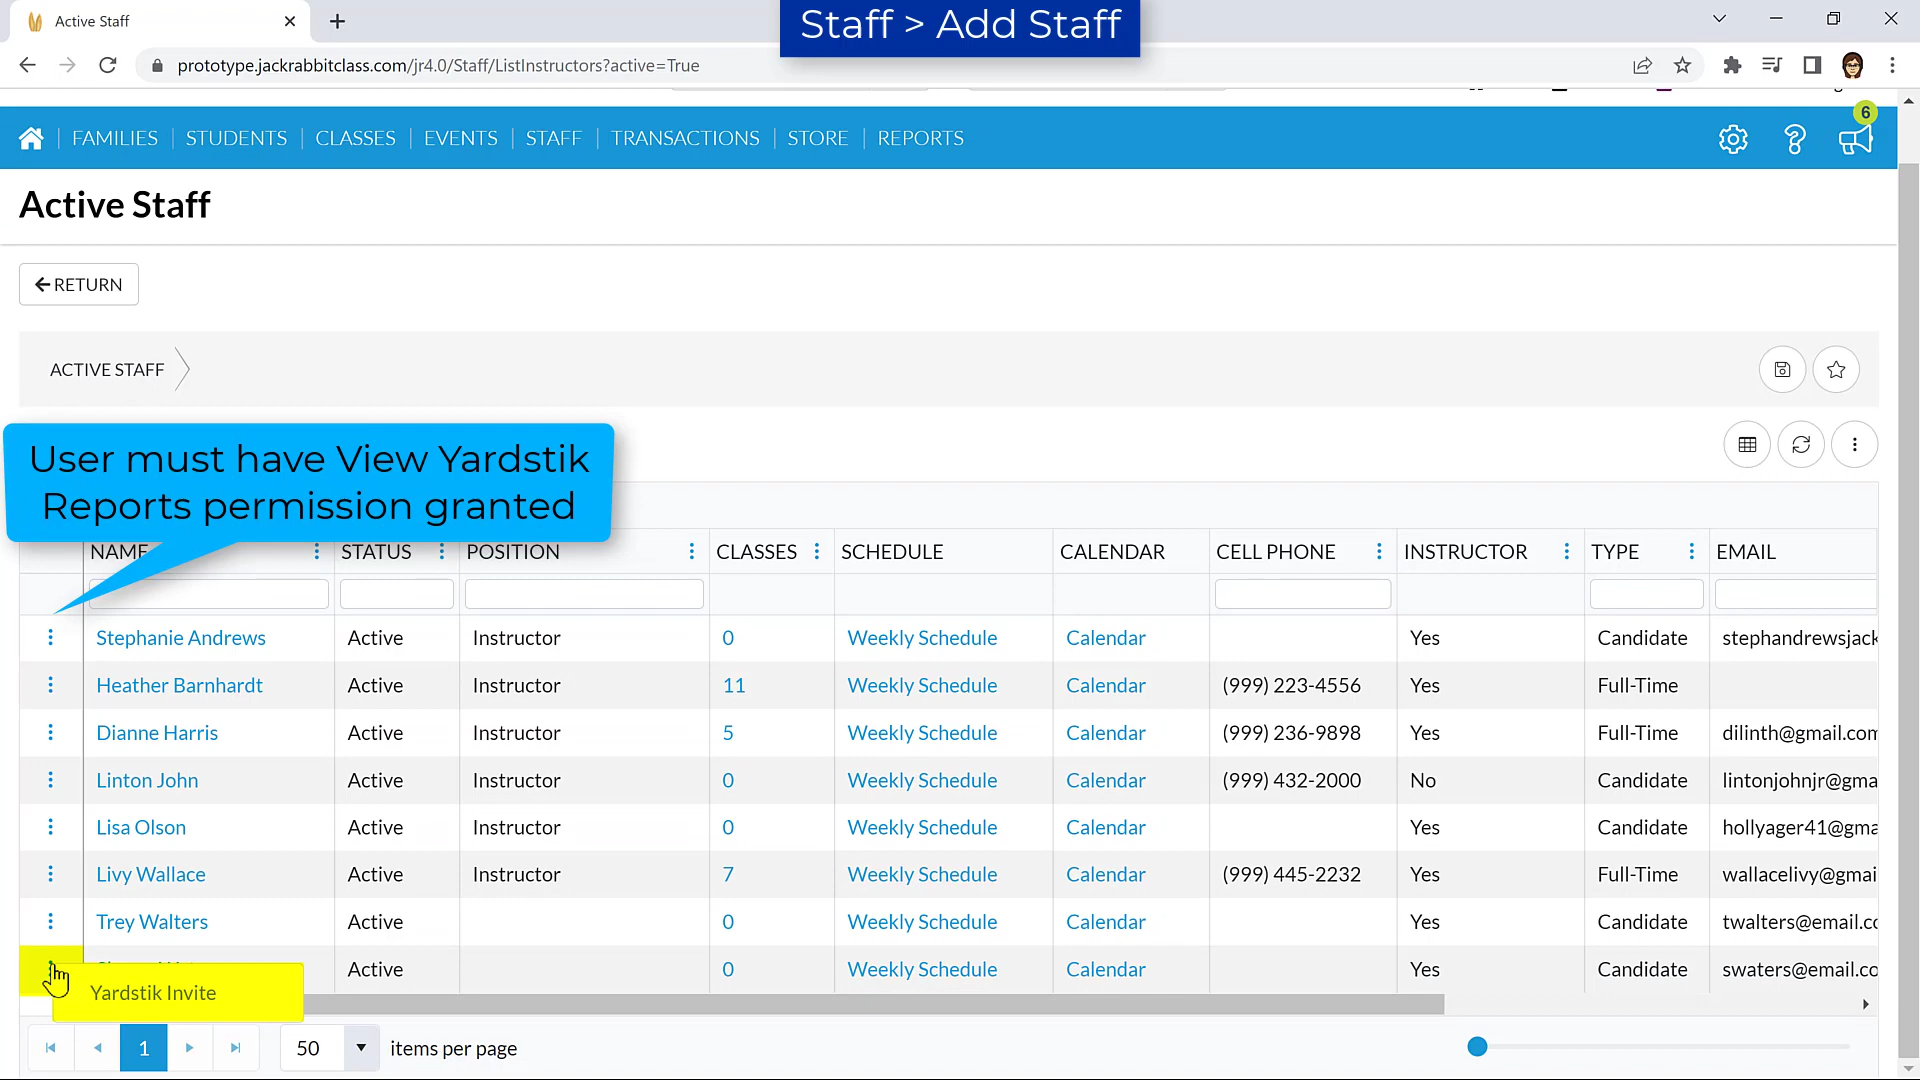 Active Staff
Staff > Add Staff
prototype.jackrabbitclass.com/jr4.0/Staff/ListInstructors?active=True
FAMILIES STUDENTS CLASSES EVENTS STAFF TRANSACTIONS STORE REPORTS
6
Active Staff
RETURN
ACTIVE STAFF
User must have View Yardstik
Reports permission granted
NAME STATUS POSITION CLASSES SCHEDULE CALENDAR CELL PHONE INSTRUCTOR TYPE EMAIL
Stephanie Andrews Active Instructor 0 Weekly Schedule Calendar Yes Candidate stephandrewsjack
Heather Barnhardt Active Instructor 11 Weekly Schedule Calendar (999) 223-4556 Yes Full-Time
Dianne Harris Active Instructor 5 Weekly Schedule Calendar (999) 236-9898 Yes Full-Time dilinth@gmail.com
Linton John Active Instructor 0 Weekly Schedule Calendar (999) 432-2000 No Candidate lintonjohnjr@gma
Lisa Olson Active Instructor 0 Weekly Schedule Calendar Yes Candidate hollyager41@gma
Livy Wallace Active Instructor 7 Weekly Schedule Calendar (999) 445-2232 Yes Full-Time wallacelivy@gmai
Trey Walters Active 0 Weekly Schedule Calendar Yes Candidate twalters@email.co
Active 0 Weekly Schedule Calendar Yes Candidate swaters@email.co
Yardstik Invite
1 50 items per page